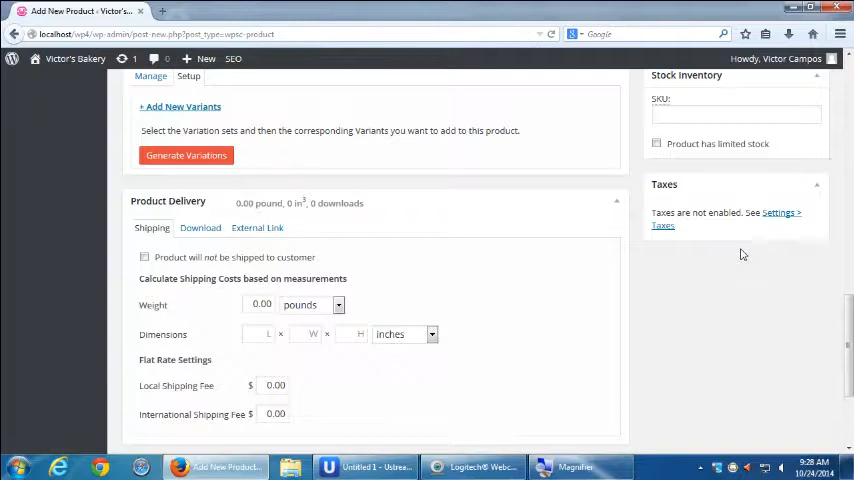 Add New Product ‹ Victor's ...
localhost/wp4/wp-admin/post-new.php?post_type=wpsc-product
Google
Victor's Bakery
1
0
New
SEO
Howdy, Victor Campos
Manage
Setup
+ Add New Variants
Select the Variation sets and then the corresponding Variants you want to add to this product.
Generate Variations
Stock Inventory
SKU:
Product has limited stock
Taxes
Taxes are not enabled. See Settings >
Taxes
Product Delivery
0.00 pound, 0 in3, 0 downloads
Shipping
Download
External Link
Product will not be shipped to customer
Calculate Shipping Costs based on measurements
Weight
0.00
pounds
Dimensions
L × W × H
inches
Flat Rate Settings
Local Shipping Fee
$ 0.00
International Shipping Fee
$ 0.00
Add New Product...
Untitled 1 - Ustrea...
Logitech® Webc...
Magnifier
9:28 AM
10/24/2014